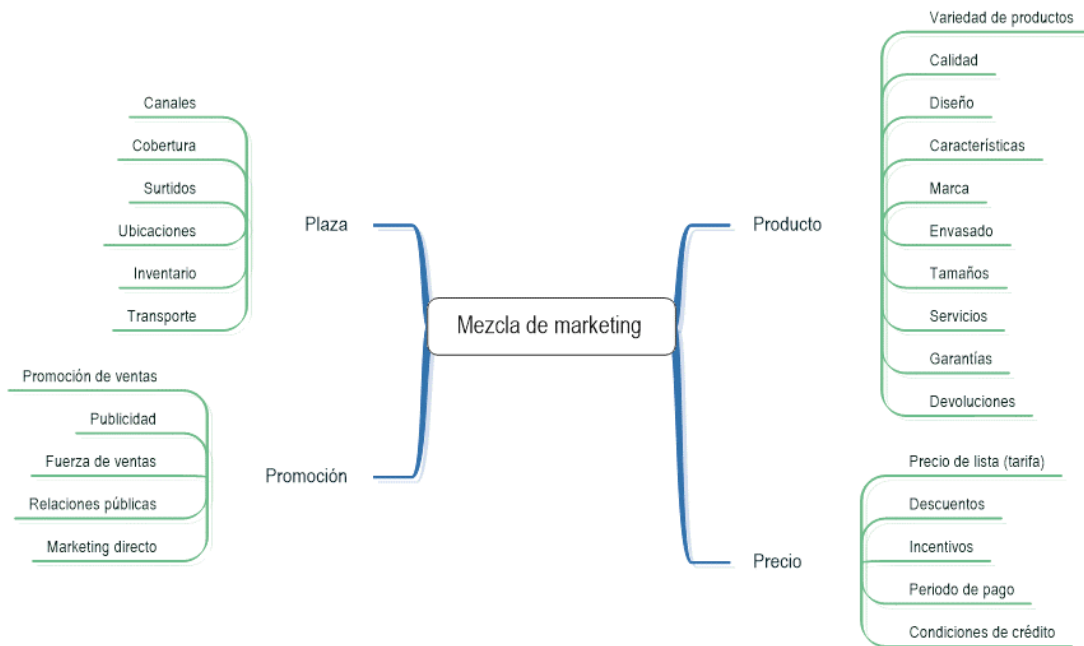 Mezcla de marketing
Producto
Variedad de productos
Calidad
Diseño
Características
Marca
Envasado
Tamaños
Servicios
Garantías
Devoluciones
Precio
Precio de lista (tarifa)
Descuentos
Incentivos
Periodo de pago
Condiciones de crédito
Plaza
Canales
Cobertura
Surtidos
Ubicaciones
Inventario
Transporte
Promoción
Promoción de ventas
Publicidad
Fuerza de ventas
Relaciones públicas
Marketing directo